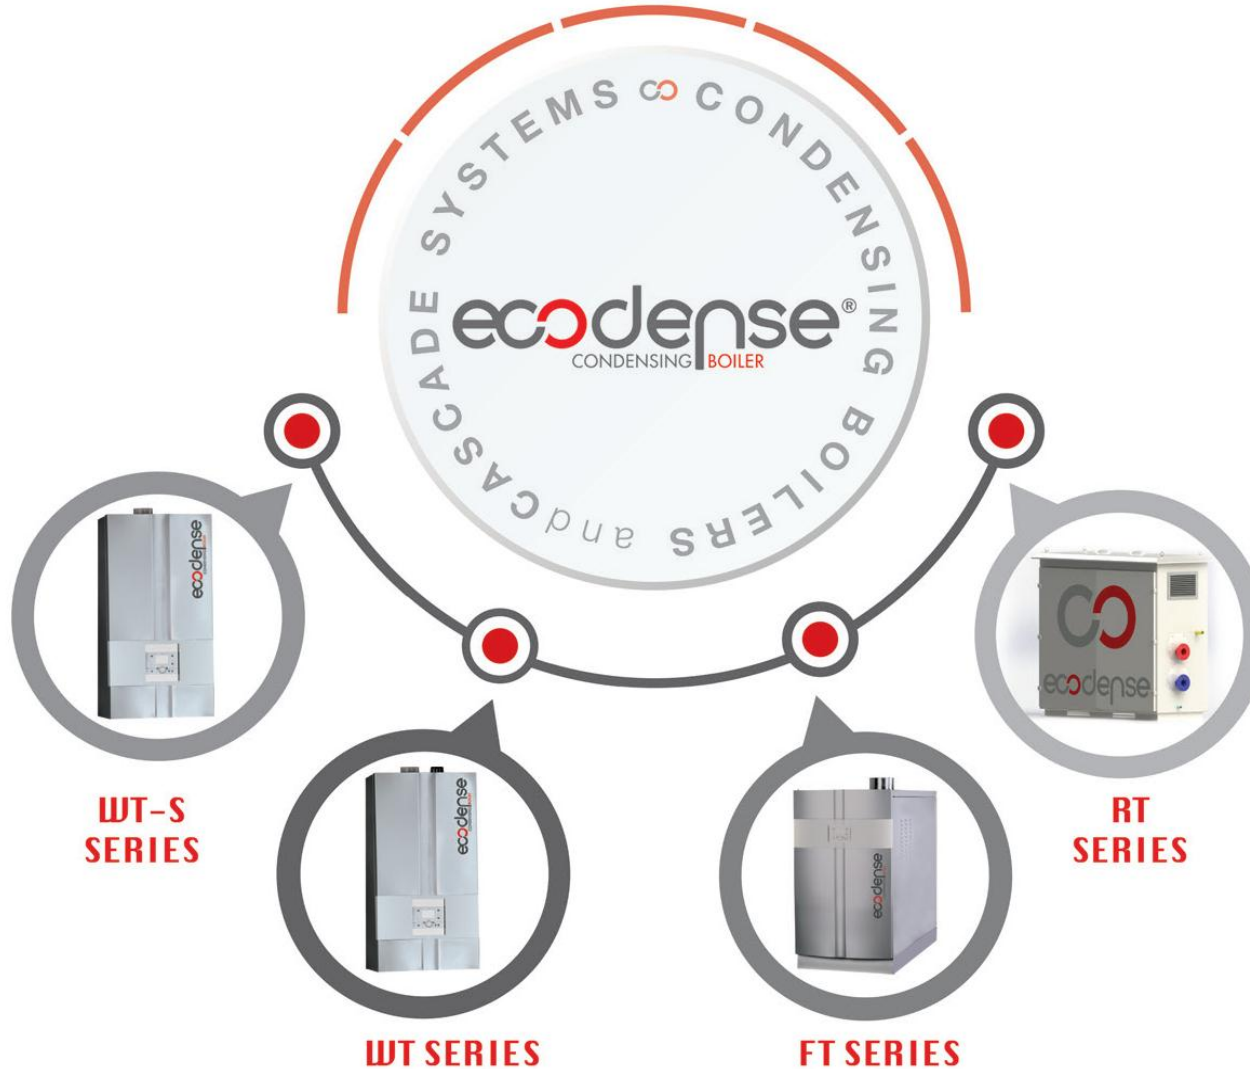 CONDENSING BOILERS and CASCADE SYSTEMS
ecodense®
CONDENSING BOILER
ecodense
ecodense
ecodense
ecodense
WT-S
SERIES
WT SERIES
FT SERIES
RT
SERIES